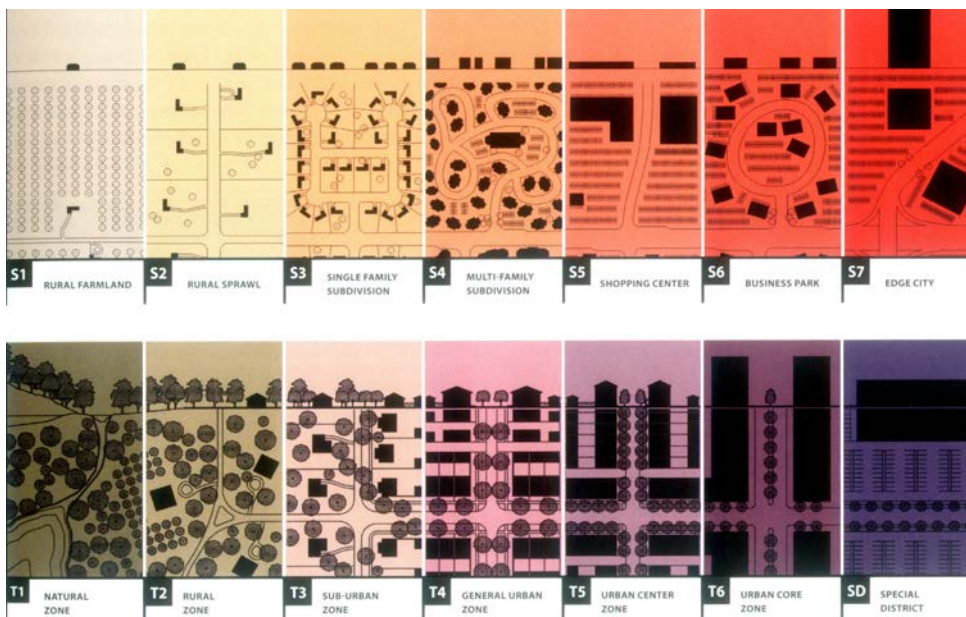 S1 RURAL FARMLAND
S2 RURAL SPRAWL
S3 SINGLE FAMILY
SUBDIVISION
S4 MULTI-FAMILY
SUBDIVISION
S5 SHOPPING CENTER
S6 BUSINESS PARK
S7 EDGE CITY
T1 NATURAL
ZONE
T2 RURAL
ZONE
T3 SUB-URBAN
ZONE
T4 GENERAL URBAN
ZONE
T5 URBAN CENTER
ZONE
T6 URBAN CORE
ZONE
SD SPECIAL
DISTRICT